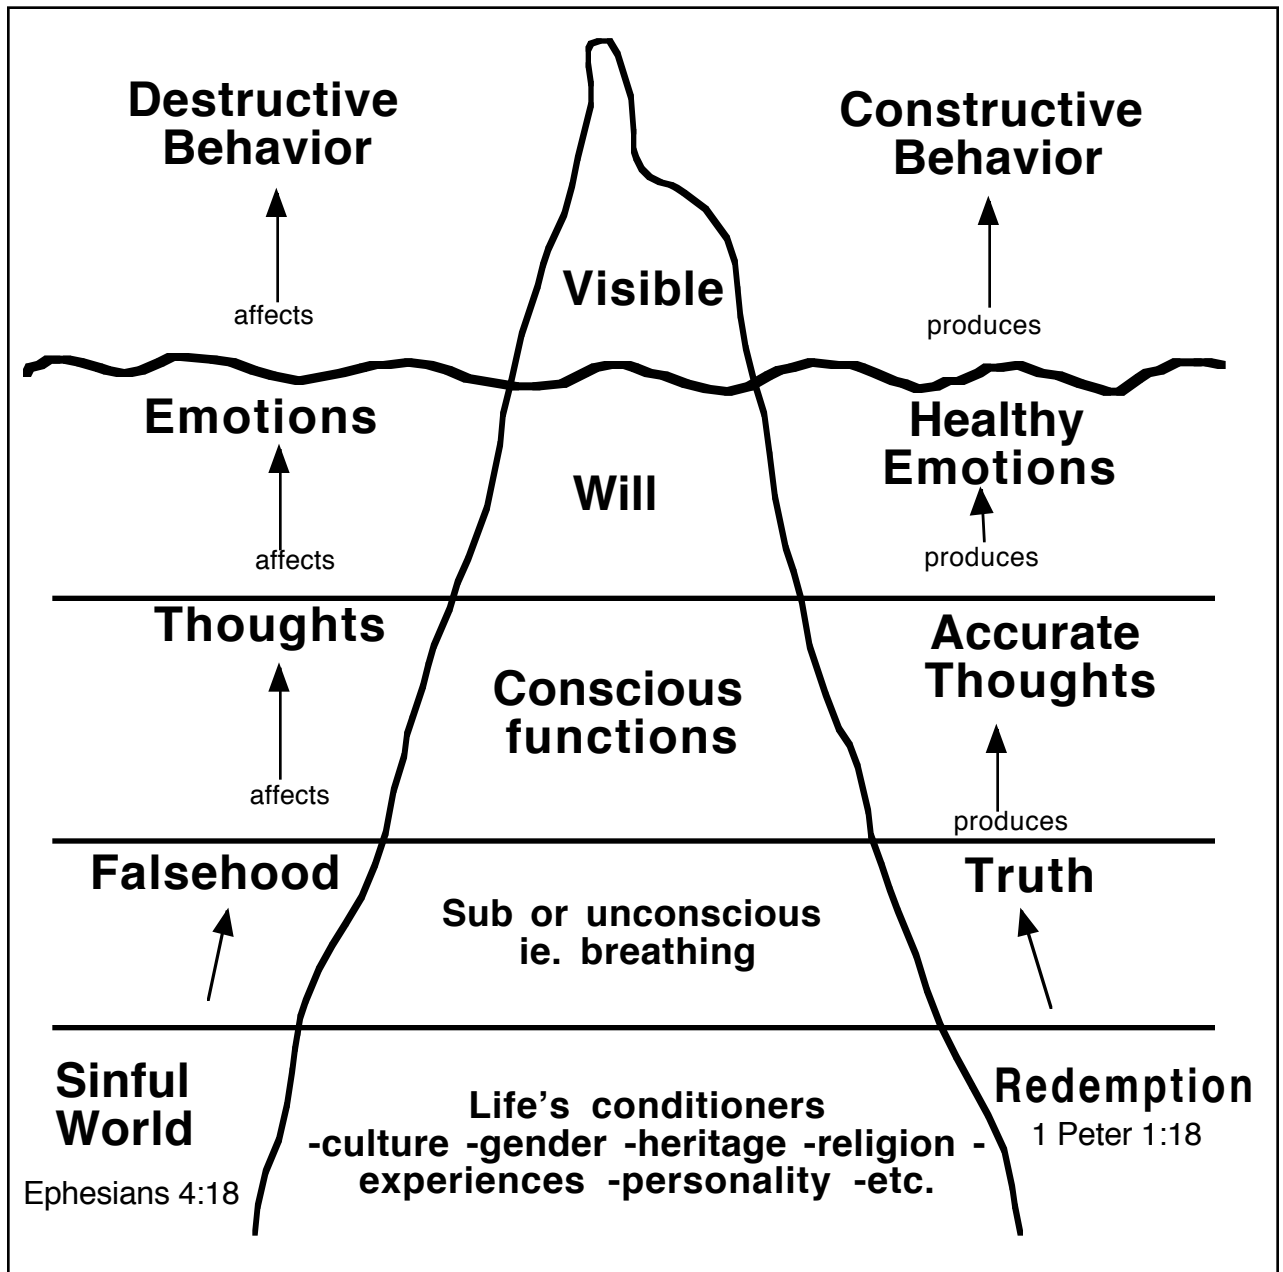 Destructive
Behavior
affects
Constructive
Behavior
produces
Visible
Emotions
affects
Will
Healthy
Emotions
produces
Thoughts
affects
Conscious
functions
Accurate
Thoughts
produces
Falsehood
Sub or unconscious
ie. breathing
Truth
Sinful
World
Ephesians 4:18
Life's conditioners
-culture -gender -heritage -religion -
experiences -personality -etc.
Redemption
1 Peter 1:18